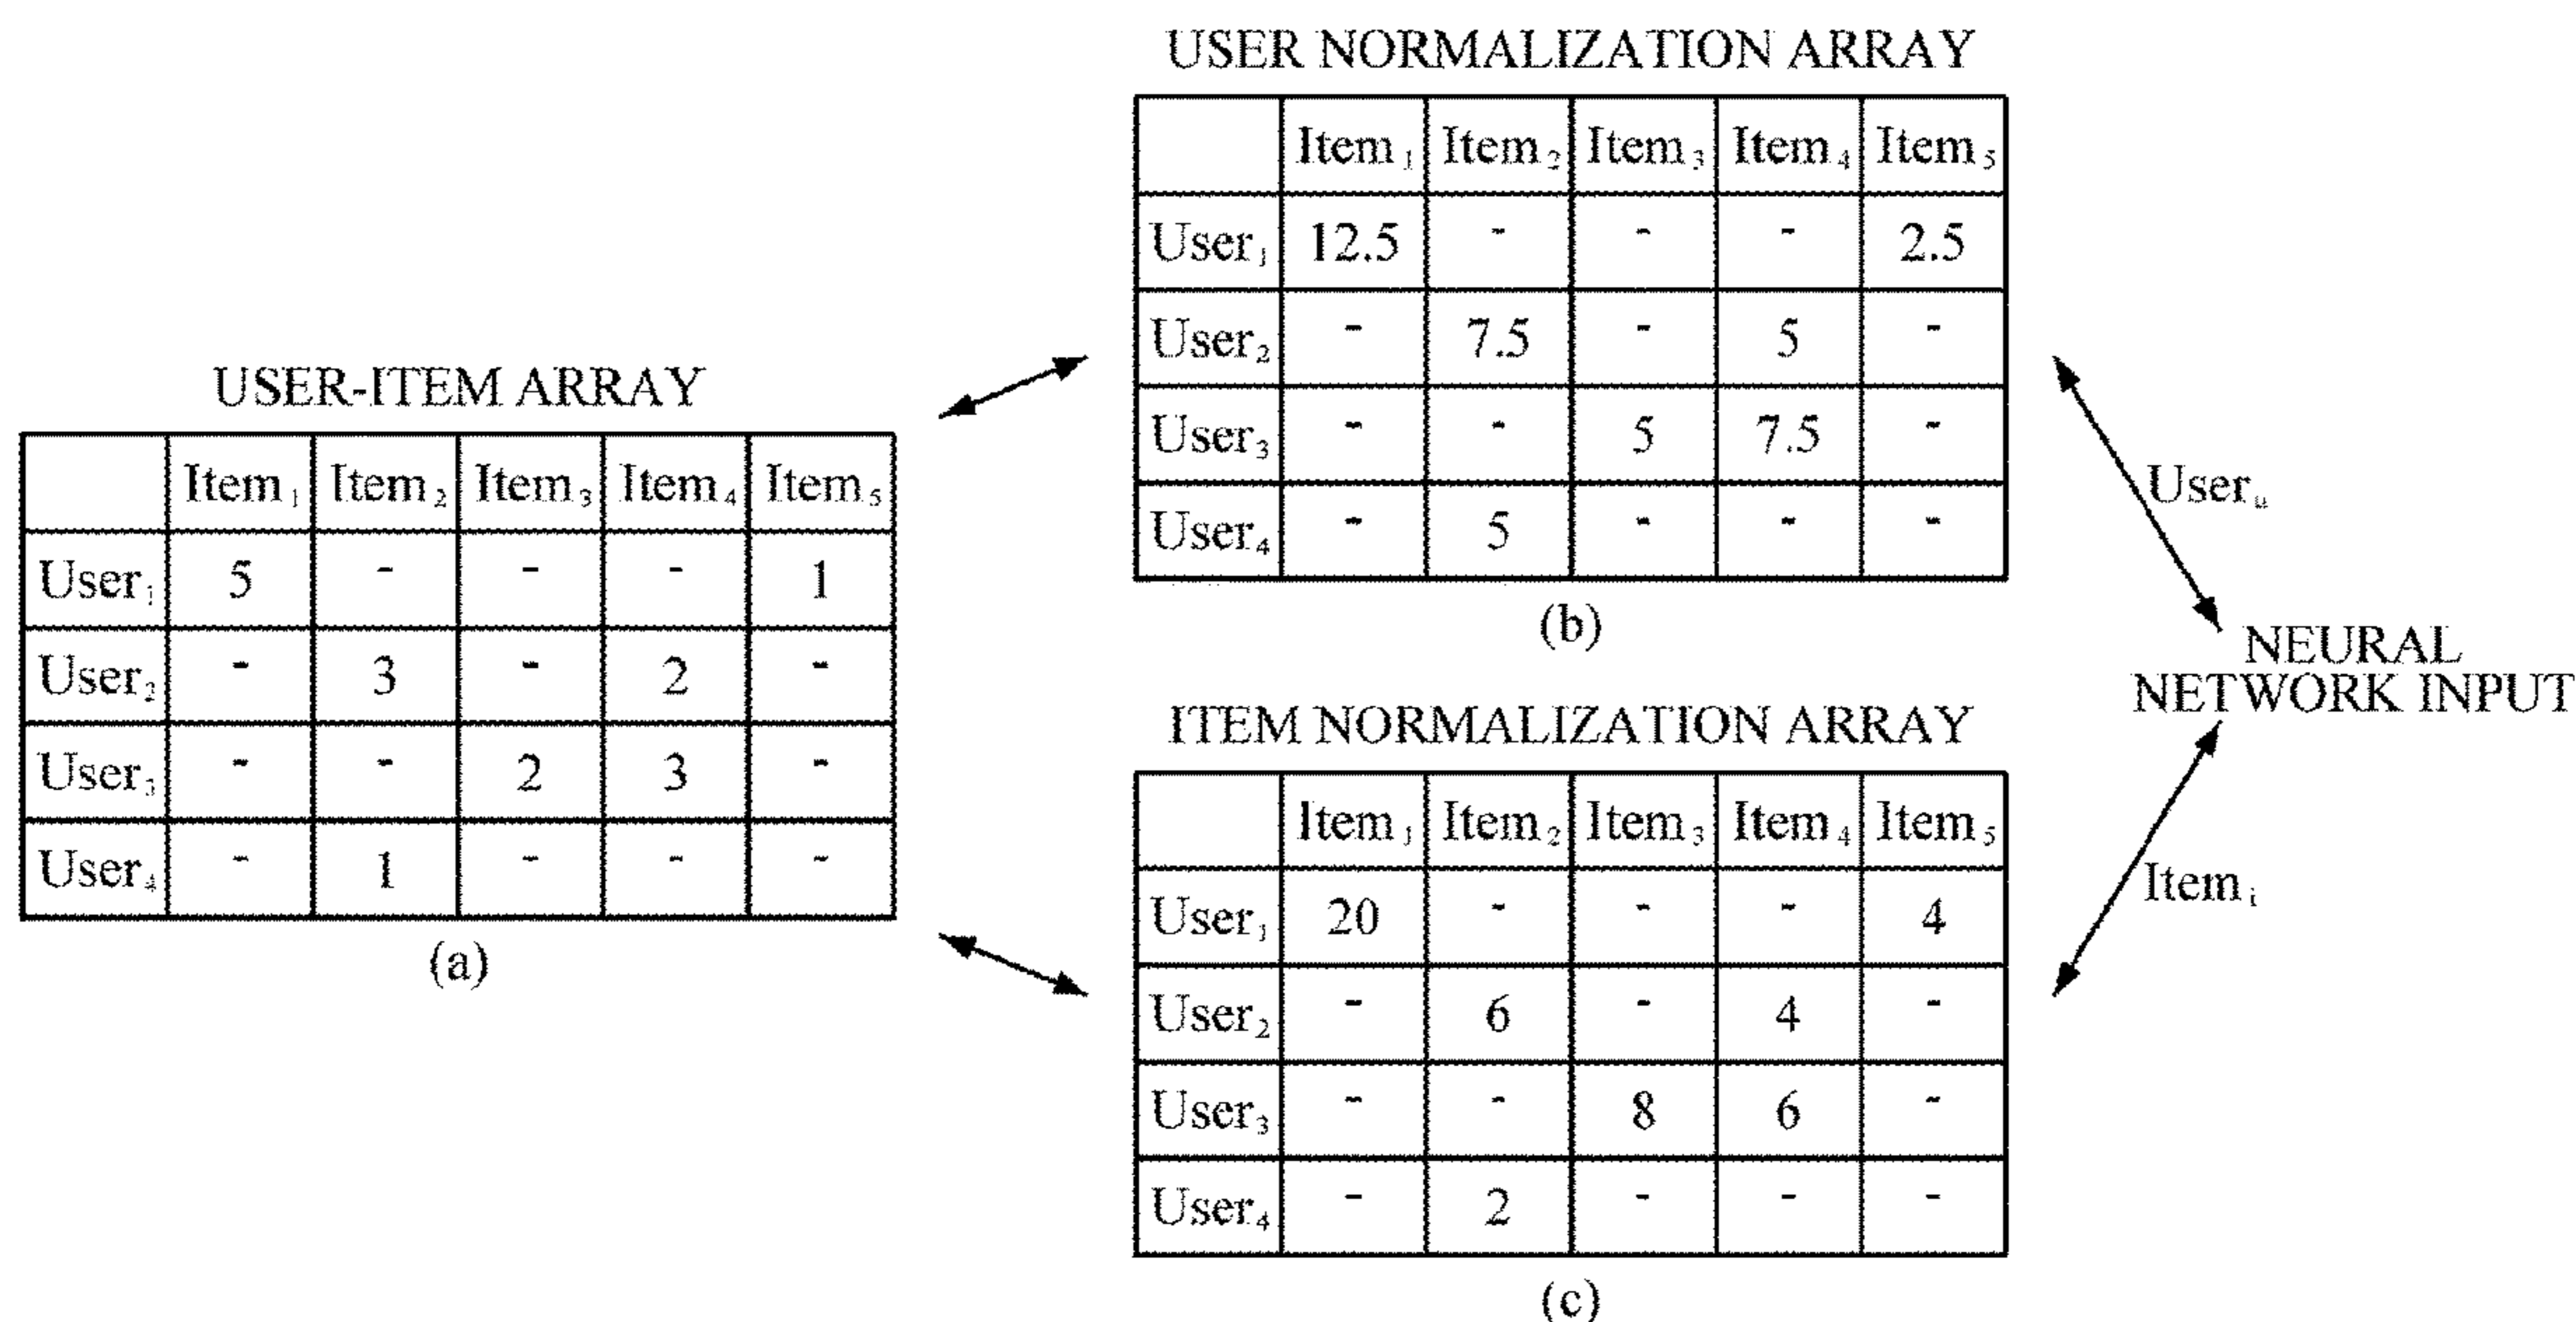 USER-ITEM ARRAY
Item₁ Item₂ Item₃ Item₄ Item₅
User₁ 5 - - - 1
User₂ - 3 - 2 -
User₃ - - 2 3 -
User₄ - 1 - - -
(a)
USER NORMALIZATION ARRAY
Item₁ Item₂ Item₃ Item₄ Item₅
User₁ 12.5 - - - 2.5
User₂ - 7.5 - 5 -
User₃ - - 5 7.5 -
User₄ - 5 - - -
(b)
ITEM NORMALIZATION ARRAY
Item₁ Item₂ Item₃ Item₄ Item₅
User₁ 20 - - - 4
User₂ - 6 - 4 -
User₃ - - 8 6 -
User₄ - 2 - - -
(c)
Userᵤ
NEURAL
NETWORK INPUT
Itemᵢ